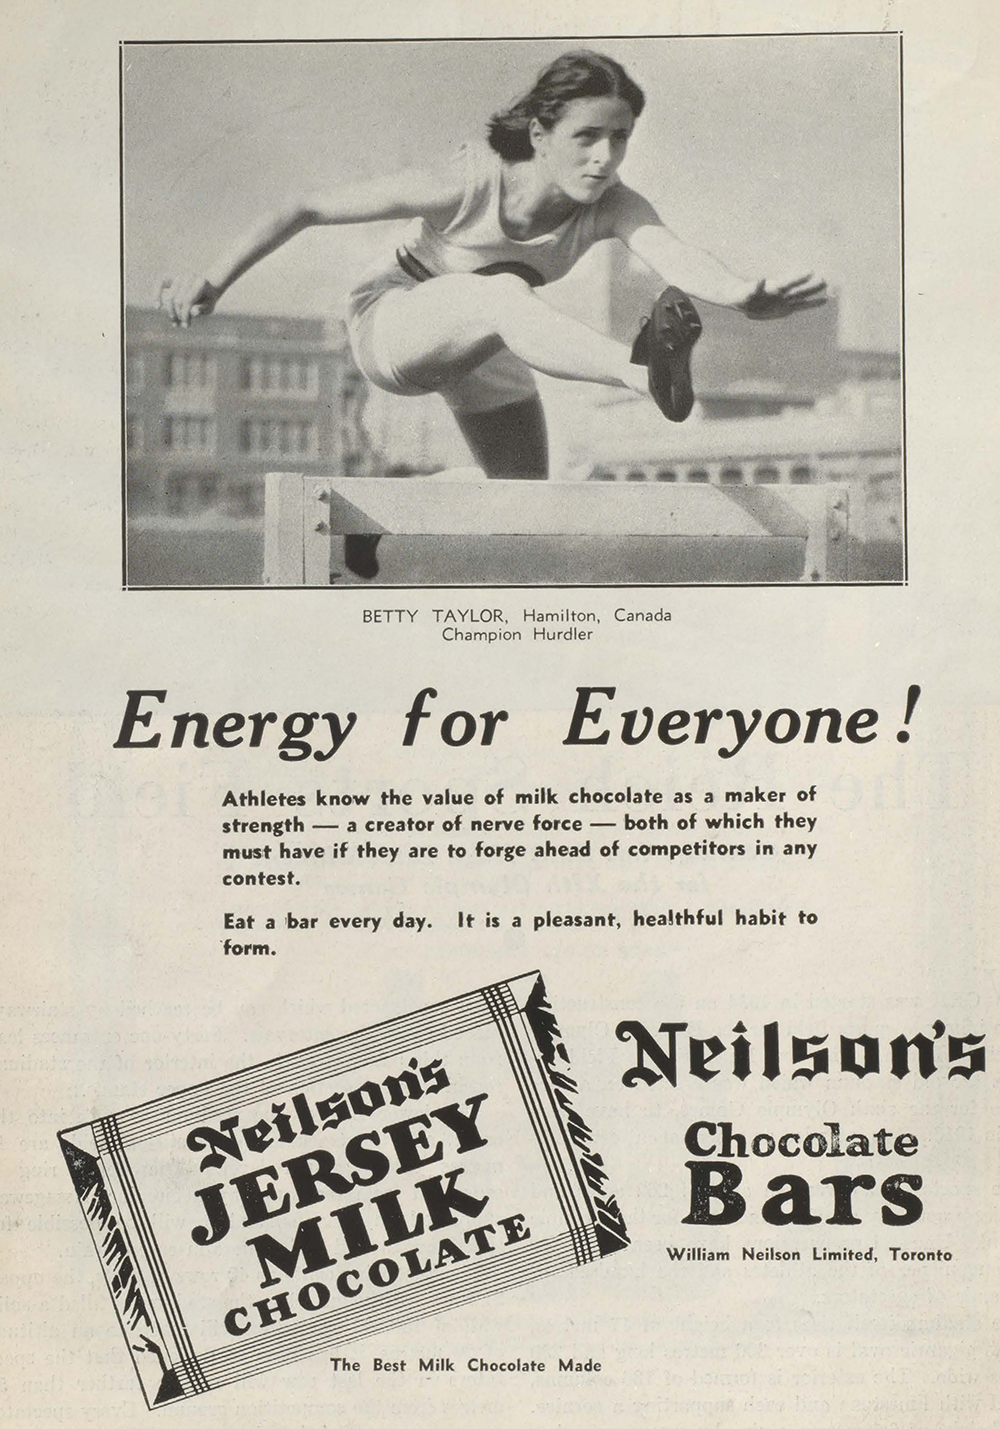 BETTY TAYLOR, Hamilton, Canada
Champion Hurdler
Energy for Everyone!
Athletes know the value of milk chocolate as a maker of
strength — a creator of nerve force — both of which they
must have if they are to forge ahead of competitors in any
contest.
Eat a bar every day. It is a pleasant, healthful habit to
form.
Neilson's
JERSEY
MILK
CHOCOLATE
The Best Milk Chocolate Made
Neilson's
Chocolate
Bars
William Neilson Limited, Toronto